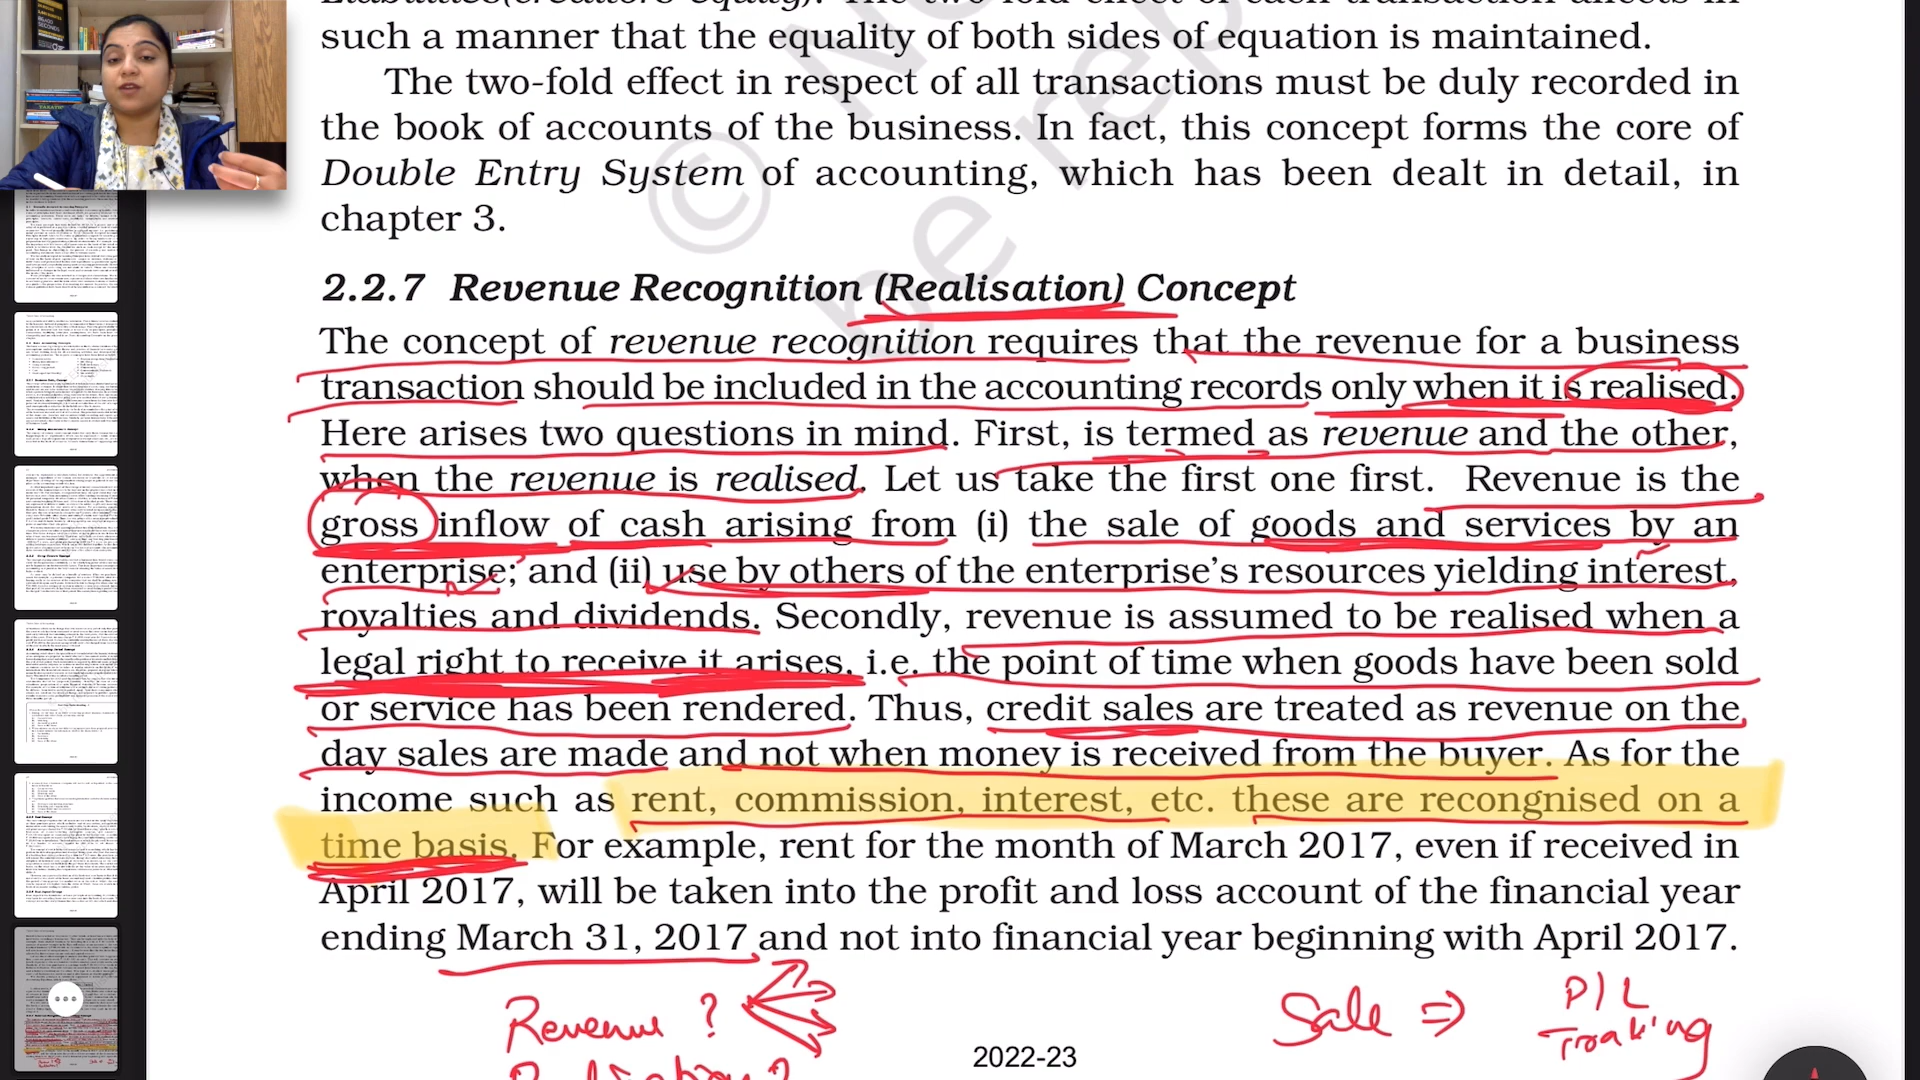 such a manner that the equality of both sides of equation is maintained.
The two-fold effect in respect of all transactions must be duly recorded in
the book of accounts of the business. In fact, this concept forms the core of
Double Entry System of accounting, which has been dealt in detail, in
chapter 3.
2.2.7 Revenue Recognition (Realisation) Concept
The concept of revenue recognition requires that the revenue for a business
transaction should be included in the accounting records only when it is realised.
Here arises two questions in mind. First, is termed as revenue and the other,
when the revenue is realised. Let us take the first one first. Revenue is the
gross inflow of cash arising from (i) the sale of goods and services by an
enterprise; and (ii) use by others of the enterprise's resources yielding interest,
royalties and dividends. Secondly, revenue is assumed to be realised when a
legal right to receive it arises, i.e. the point of time when goods have been sold
or service has been rendered. Thus, credit sales are treated as revenue on the
day sales are made and not when money is received from the buyer. As for the
income such as rent, commission, interest, etc. these are recongnised on a
time basis. For example, rent for the month of March 2017, even if received in
April 2017, will be taken into the profit and loss account of the financial year
ending March 31, 2017 and not into financial year beginning with April 2017.
Revenue ?
Sale ⇒ P/L
2022-23